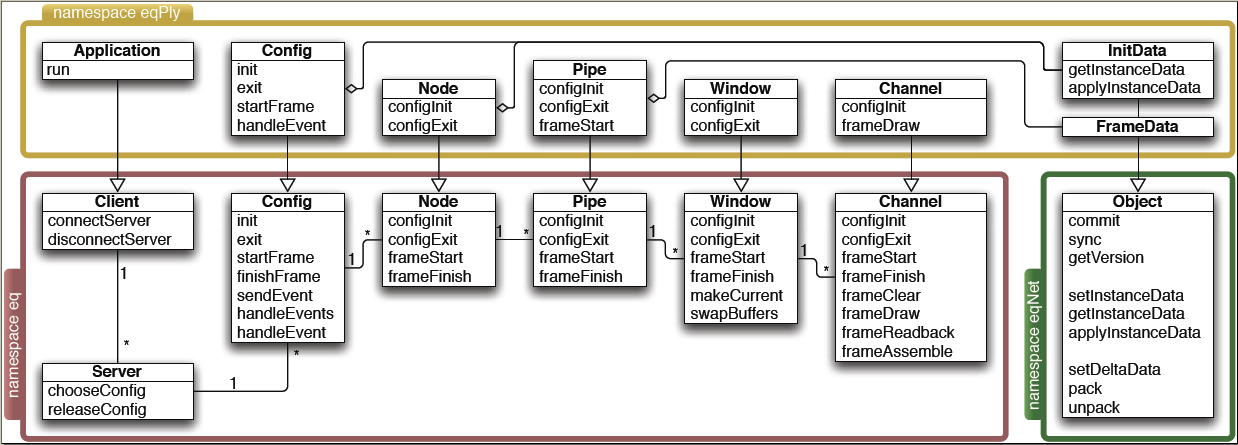 namespace eqPly
Application
run
Config
init
exit
startFrame
handleEvent
Node
configInit
configExit
Pipe
configInit
configExit
frameStart
Window
configInit
configExit
Channel
configInit
frameDraw
InitData
getInstanceData
applyInstanceData
FrameData
namespace eq
Client
connectServer
disconnectServer
1
*
Server
chooseConfig
releaseConfig
1
*
Config
init
exit
startFrame
finishFrame
sendEvent
handleEvents
handleEvent
1
*
Node
configInit
configExit
frameStart
frameFinish
1
*
Pipe
configInit
configExit
frameStart
frameFinish
1
*
Window
configInit
configExit
frameStart
frameFinish
makeCurrent
swapBuffers
1
*
Channel
configInit
configExit
frameStart
frameFinish
frameClear
frameDraw
frameReadback
frameAssemble
namespace eqNet
Object
commit
sync
getVersion
setInstanceData
getInstanceData
applyInstanceData
setDeltaData
pack
unpack